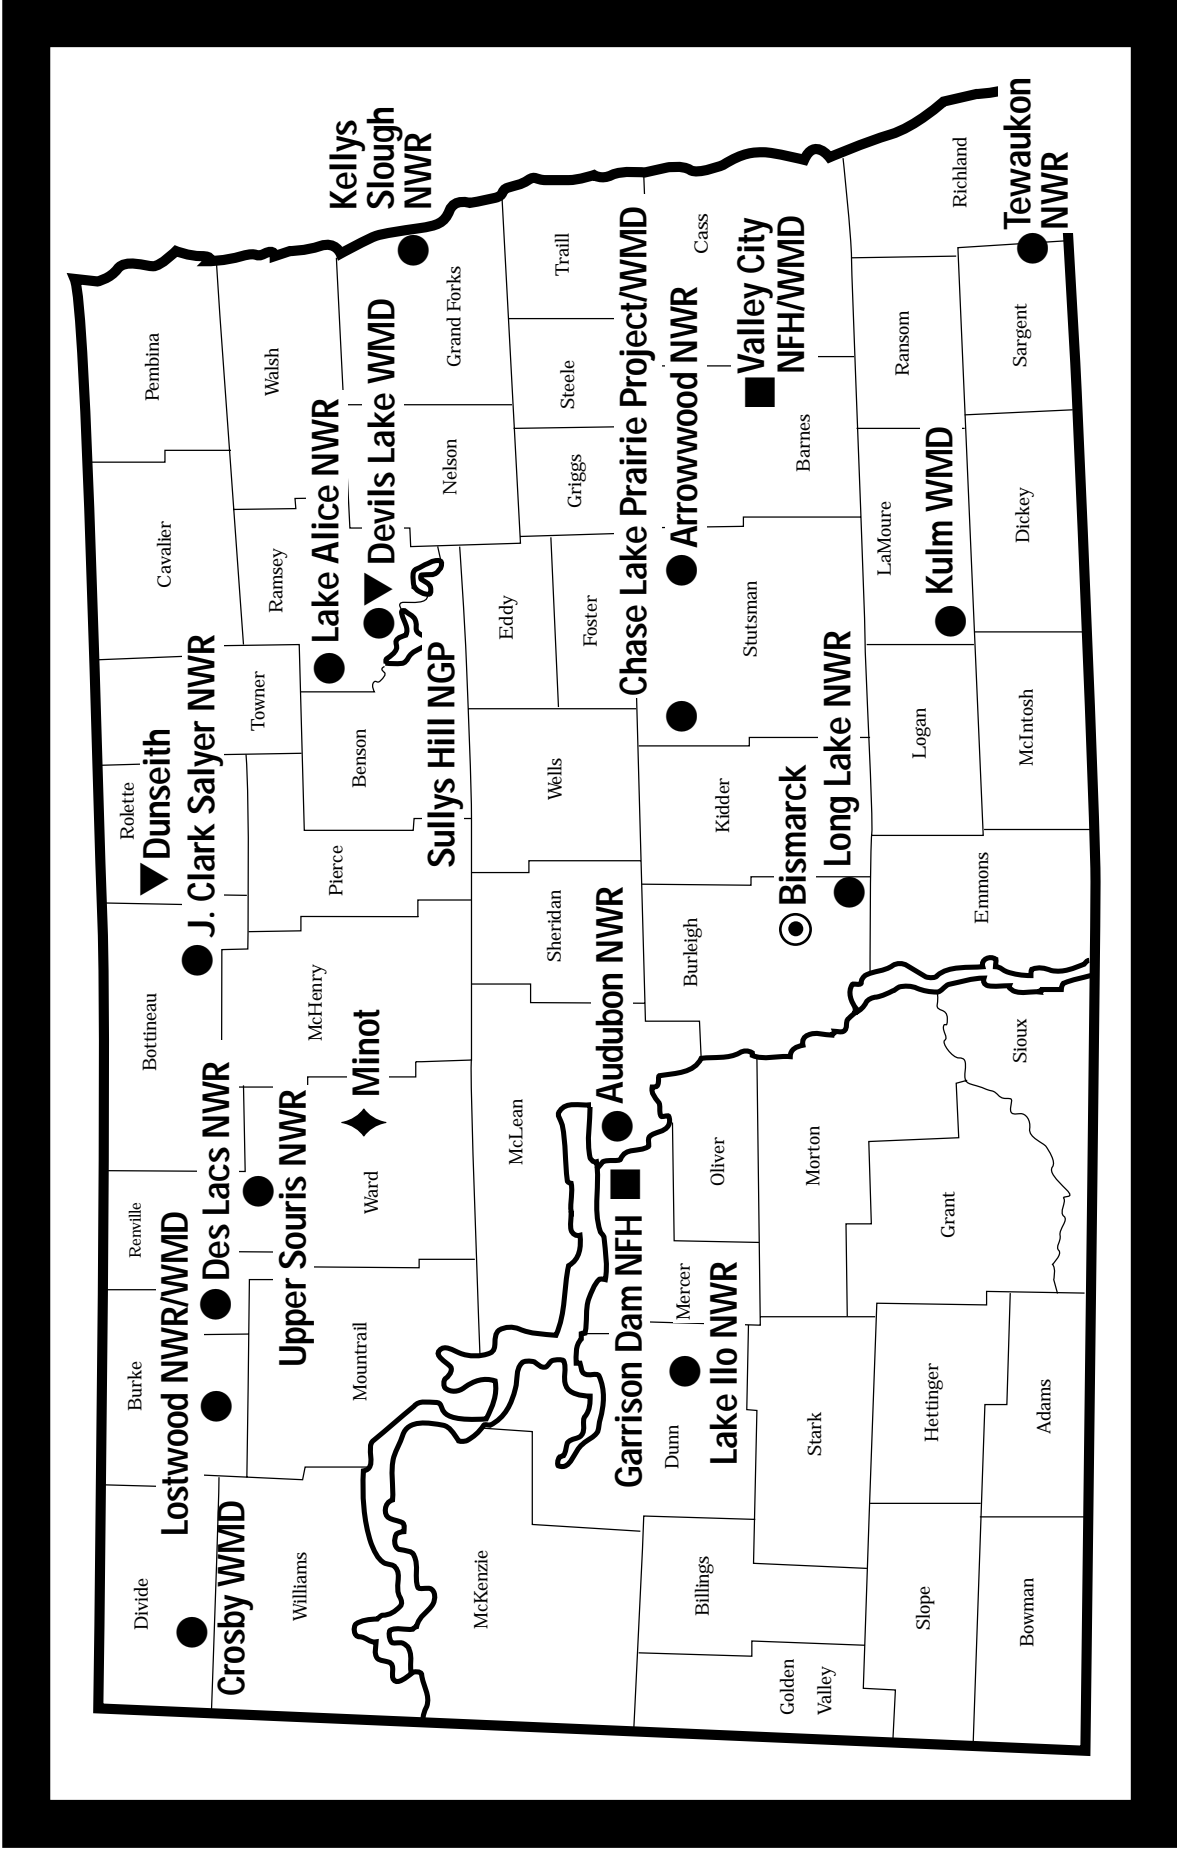 Divide
Crosby WMD
Williams
Burke
Lostwood NWR/WMD
Renville
Des Lacs NWR
Upper Souris NWR
Mountrail
Ward
Minot
Bottineau
McHenry
J. Clark Salyer NWR
Dunseith
Rolette
Pierce
Towner
Benson
Cavalier
Ramsey
Lake Alice NWR
Devils Lake WMD
Sullys Hill NGP
Pembina
Walsh
Kellys
Slough
NWR
Grand Forks
Nelson
McKenzie
McLean
Audubon NWR
Garrison Dam NFH
Mercer
Dunn
Lake Ilo NWR
Oliver
Sheridan
Wells
Eddy
Foster
Griggs
Steele
Traill
Chase Lake Prairie Project/WMD
Arrowwood NWR
Cass
Valley City
NFH/WMD
Barnes
Stutsman
Kidder
Burleigh
Bismarck
Long Lake NWR
Billings
Golden
Valley
Stark
Morton
Slope
Hettinger
Grant
Bowman
Adams
Sioux
Emmons
Logan
McIntosh
LaMoure
Kulm WMD
Dickey
Ransom
Sargent
Richland
Tewaukon
NWR